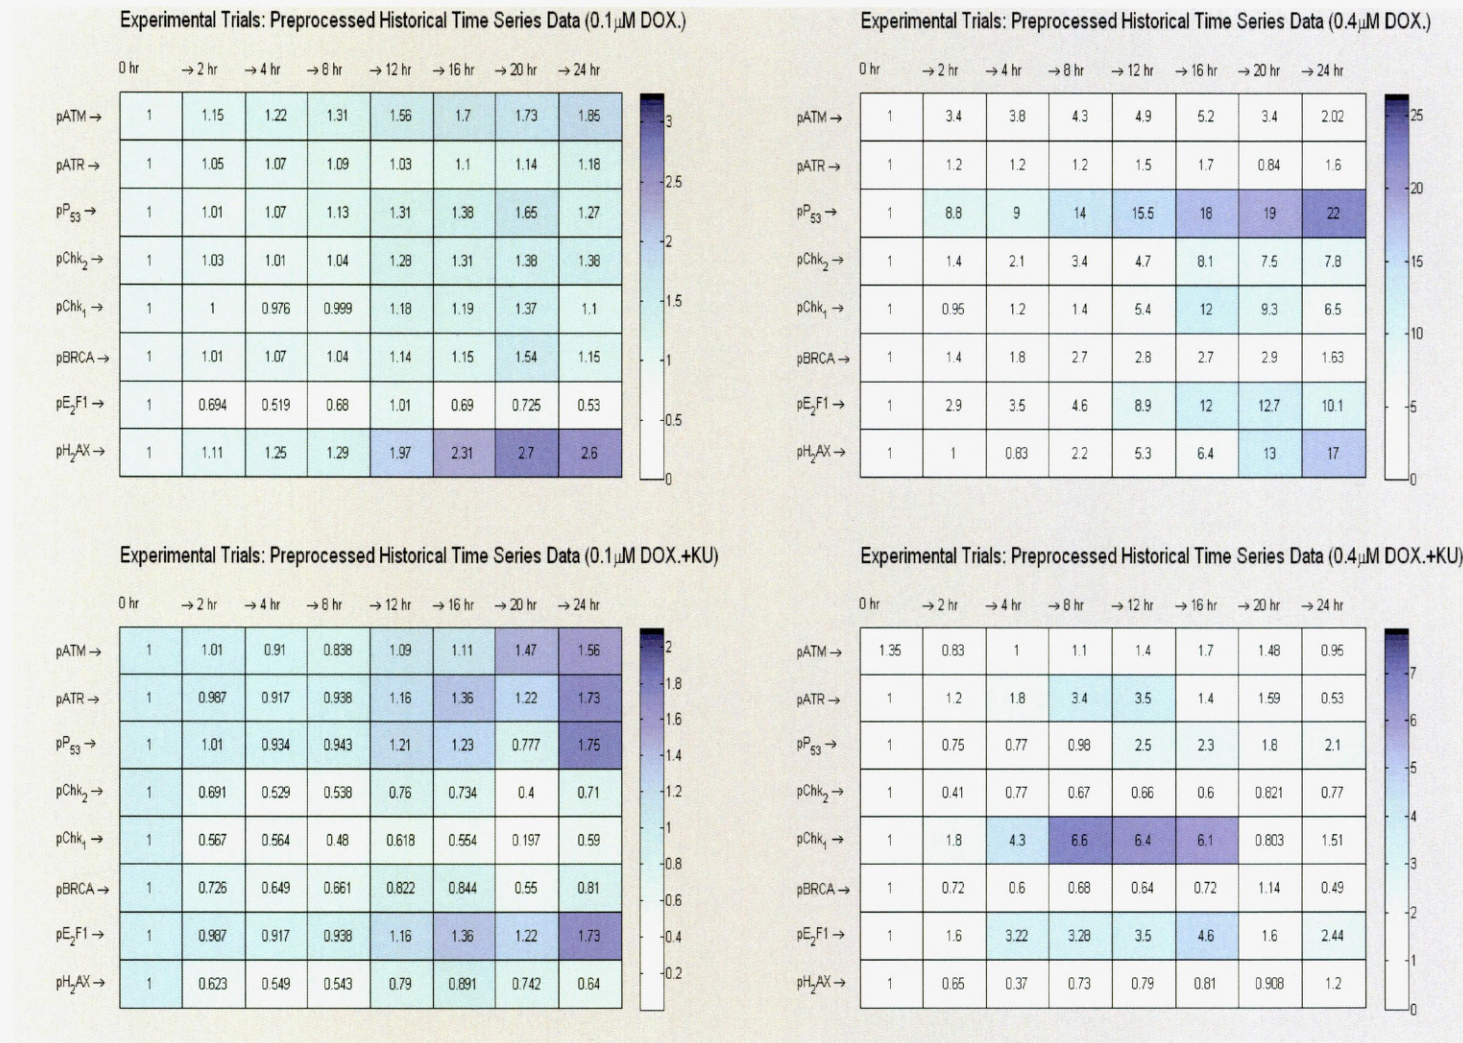 Experimental Trials: Preprocessed Historical Time Series Data (0.1μM DOX.)
0 hr → 2 hr → 4 hr → 8 hr → 12 hr → 16 hr → 20 hr → 24 hr
pATM → 1 1.15 1.22 1.31 1.56 1.7 1.73 1.85
pATR → 1 1.05 1.07 1.09 1.03 1.1 1.14 1.18
pP53 → 1 1.01 1.07 1.13 1.31 1.38 1.65 1.27
pChk2 → 1 1.03 1.01 1.04 1.28 1.31 1.38 1.38
pChk1 → 1 1 0.976 0.999 1.18 1.19 1.37 1.1
pBRCA → 1 1.01 1.07 1.04 1.14 1.15 1.54 1.15
pE2F1 → 1 0.694 0.519 0.68 1.01 0.69 0.725 0.53
pH2AX → 1 1.11 1.25 1.29 1.97 2.31 2.7 2.6
3
2.5
2
1.5
1
0.5
0
Experimental Trials: Preprocessed Historical Time Series Data (0.4μM DOX.)
0 hr → 2 hr → 4 hr → 8 hr → 12 hr → 16 hr → 20 hr → 24 hr
pATM → 1 3.4 3.8 4.3 4.9 5.2 3.4 2.02
pATR → 1 1.2 1.2 1.2 1.5 1.7 0.84 1.6
pP53 → 1 8.8 9 14 15.5 18 19 22
pChk2 → 1 1.4 2.1 3.4 4.7 8.1 7.5 7.8
pChk1 → 1 0.95 1.2 1.4 5.4 12 9.3 6.5
pBRCA → 1 1.4 1.8 2.7 2.8 2.7 2.9 1.63
pE2F1 → 1 2.9 3.5 4.6 8.9 12 12.7 10.1
pH2AX → 1 1 0.83 2.2 5.3 6.4 13 17
25
20
15
10
5
0
Experimental Trials: Preprocessed Historical Time Series Data (0.1μM DOX.+KU)
0 hr → 2 hr → 4 hr → 8 hr → 12 hr → 16 hr → 20 hr → 24 hr
pATM → 1 1.01 0.91 0.838 1.09 1.11 1.47 1.56
pATR → 1 0.987 0.917 0.938 1.16 1.36 1.22 1.73
pP53 → 1 1.01 0.934 0.943 1.21 1.23 0.777 1.75
pChk2 → 1 0.691 0.529 0.538 0.76 0.734 0.4 0.71
pChk1 → 1 0.567 0.564 0.48 0.618 0.554 0.197 0.59
pBRCA → 1 0.726 0.649 0.661 0.822 0.844 0.55 0.81
pE2F1 → 1 0.987 0.917 0.938 1.16 1.36 1.22 1.73
pH2AX → 1 0.623 0.549 0.543 0.79 0.891 0.742 0.64
2
1.8
1.6
1.4
1.2
1
0.8
0.6
0.4
0.2
Experimental Trials: Preprocessed Historical Time Series Data (0.4μM DOX.+KU)
0 hr → 2 hr → 4 hr → 8 hr → 12 hr → 16 hr → 20 hr → 24 hr
pATM → 1.35 0.83 1 1.1 1.4 1.7 1.48 0.95
pATR → 1 1.2 1.8 3.4 3.5 1.4 1.59 0.53
pP53 → 1 0.75 0.77 0.98 2.5 2.3 1.8 2.1
pChk2 → 1 0.41 0.77 0.67 0.66 0.6 0.821 0.77
pChk1 → 1 1.8 4.3 6.6 6.4 6.1 0.803 1.51
pBRCA → 1 0.72 0.6 0.68 0.64 0.72 1.14 0.49
pE2F1 → 1 1.6 3.22 3.28 3.5 4.6 1.6 2.44
pH2AX → 1 0.65 0.37 0.73 0.79 0.81 0.908 1.2
7
6
5
4
3
2
1
0